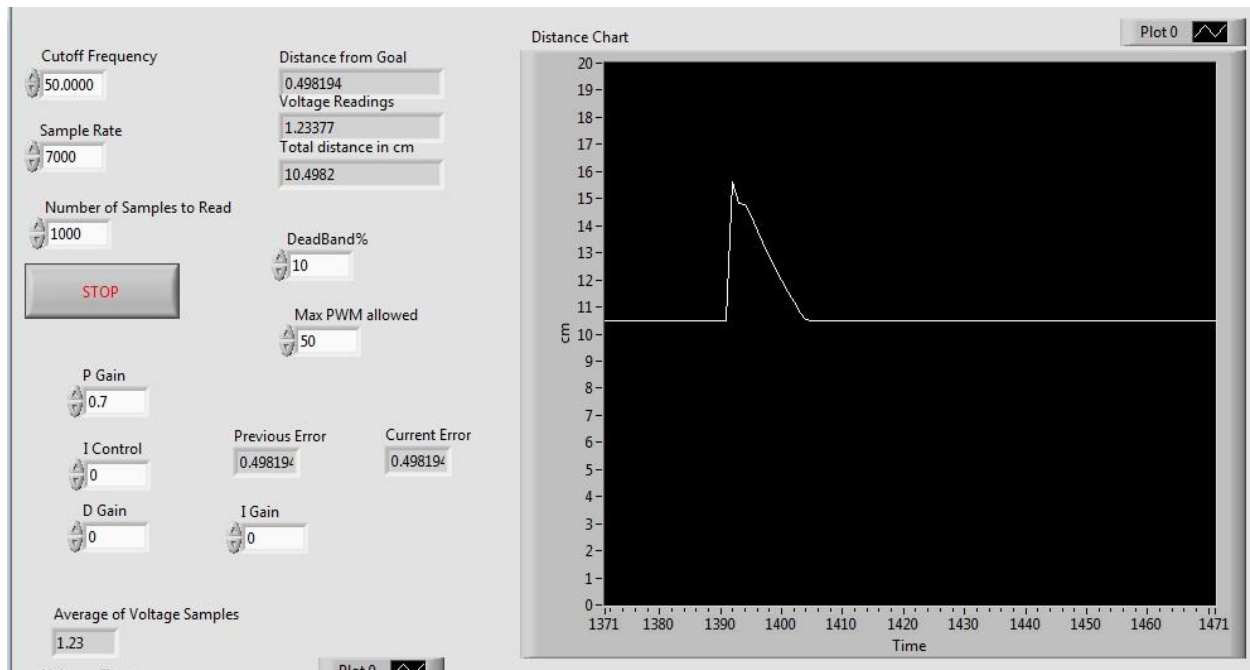 Cutoff Frequency
50.0000
Sample Rate
7000
Number of Samples to Read
1000
STOP
Distance from Goal
0.498194
Voltage Readings
1.23377
Total distance in cm
10.4982
DeadBand%
10
Max PWM allowed
50
P Gain
0.7
I Control
0
D Gain
0
I Gain
0
Previous Error
0.498194
Current Error
0.498194
Average of Voltage Samples
1.23
Plot 0
Distance Chart
Plot 0
20
19
18
17
16
15
14
13
12
11
10
9
8
7
6
5
4
3
2
1
0
cm
1371 1380 1390 1400 1410 1420 1430 1440 1450 1460 1471
Time